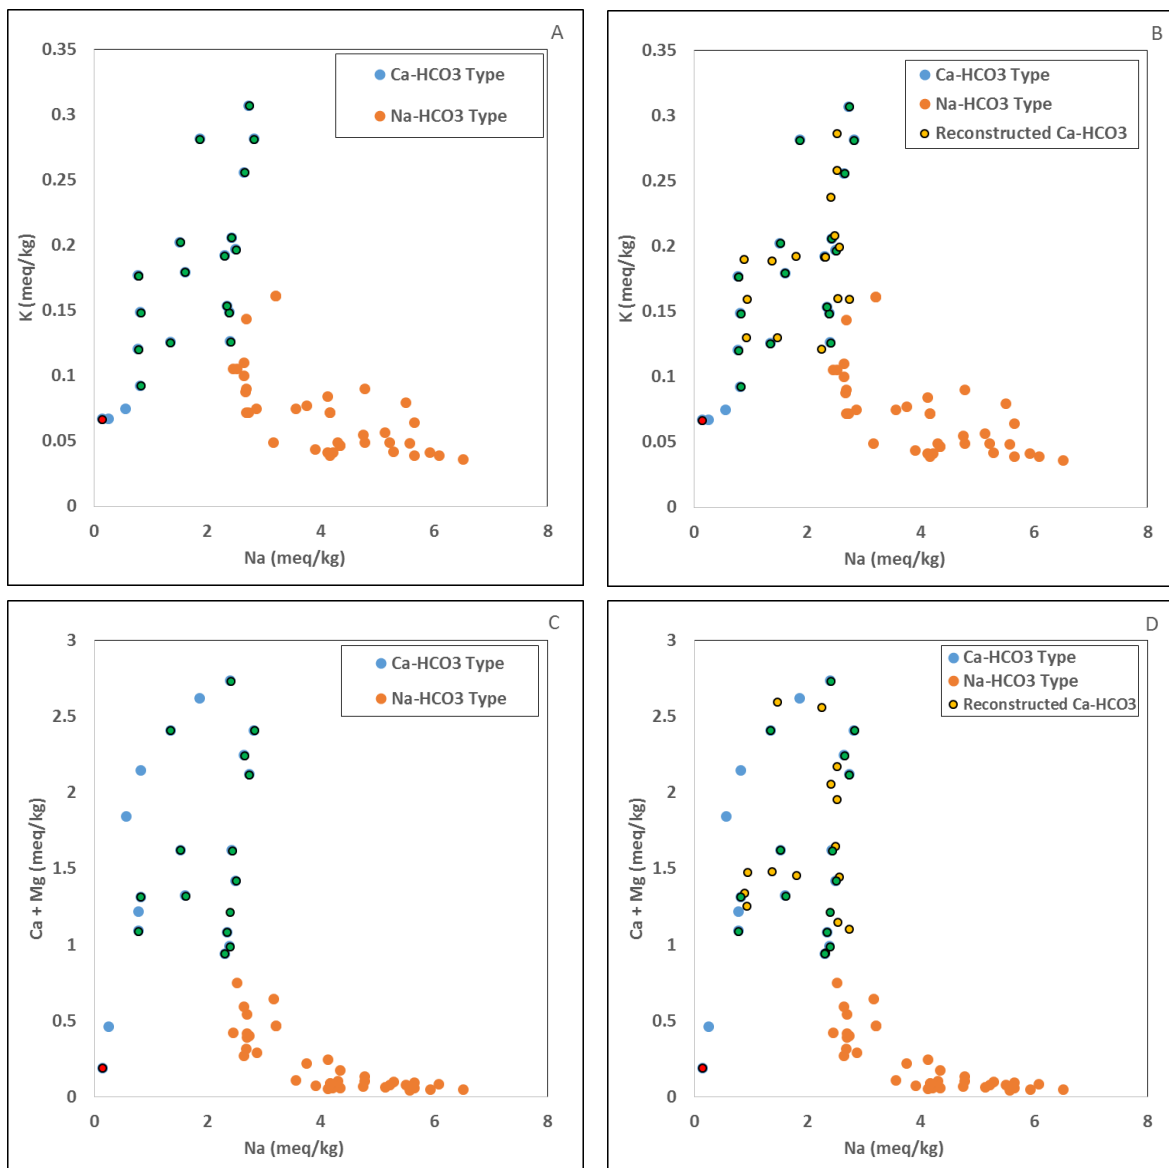 A
0.35
Ca-HCO3 Type
Na-HCO3 Type
0.3
0.25
0.2
0.15
0.1
0.05
0
K (meq/kg)
0 2 4 6 8
Na (meq/kg)
B
0.35
Ca-HCO3 Type
Na-HCO3 Type
Reconstructed Ca-HCO3
0.3
0.25
0.2
0.15
0.1
0.05
0
K (meq/kg)
0 2 4 6 8
Na (meq/kg)
C
3
Ca-HCO3 Type
Na-HCO3 Type
2.5
2
1.5
1
0.5
0
Ca + Mg (meq/kg)
0 2 4 6 8
Na (meq/kg)
D
3
Ca-HCO3 Type
Na-HCO3 Type
Reconstructed Ca-HCO3
2.5
2
1.5
1
0.5
0
Ca + Mg (meq/kg)
0 2 4 6 8
Na (meq/kg)